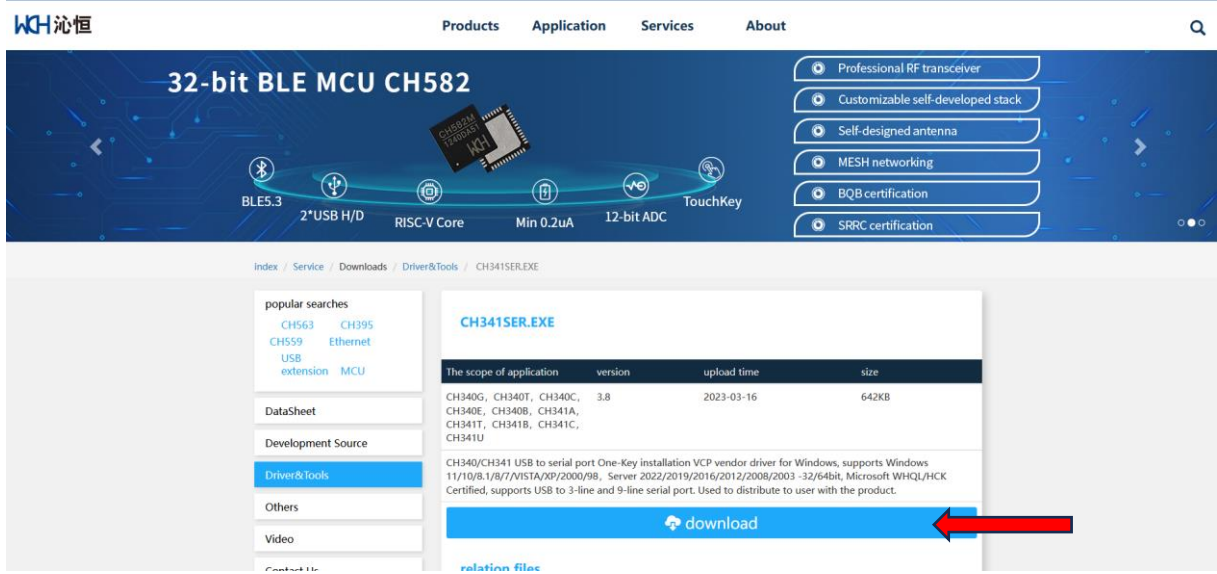 WCH沁恒
Products Application Services About
32-bit BLE MCU CH582
CH582M
WCH
BLE5.3
2*USB H/D
RISC-V Core
Min 0.2uA
12-bit ADC
TouchKey
Professional RF transceiver
Customizable self-developed stack
Self-designed antenna
MESH networking
BQB certification
SRRC certification
index / Service / Downloads / Driver&Tools / CH341SER.EXE
popular searches
CH563 CH395
CH559 Ethernet
USB
extension MCU
DataSheet
Development Source
Driver&Tools
Others
Video
Contact Us
CH341SER.EXE
The scope of application version upload time size
CH340G, CH340T, CH340C, 3.8 2023-03-16 642KB
CH340E, CH340B, CH341A,
CH341T, CH341B, CH341C,
CH341U
CH340/CH341 USB to serial port One-Key installation VCP vendor driver for Windows, supports Windows
11/10/8.1/8/7/VISTA/XP/2000/98, Server 2022/2019/2016/2012/2008/2003 -32/64bit, Microsoft WHQL/HCK
Certified, supports USB to 3-line and 9-line serial port. Used to distribute to user with the product.
download
relation files